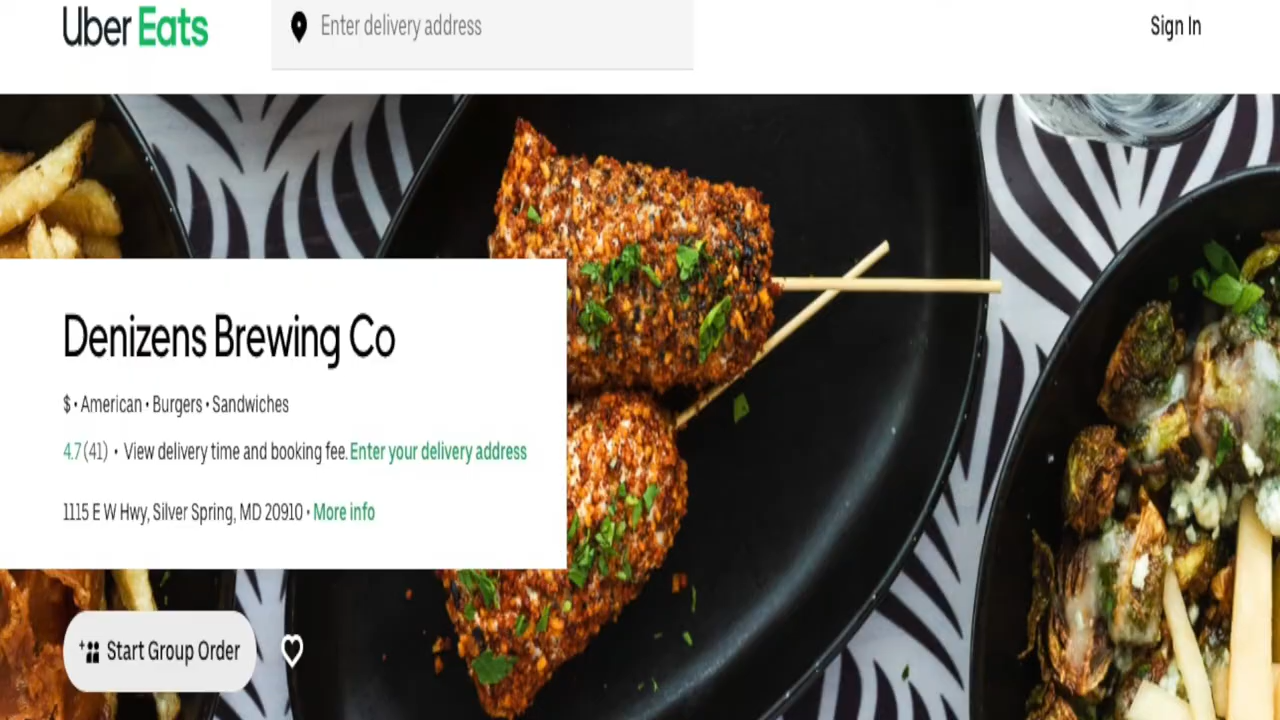 Uber Eats
Enter delivery address
Sign In
Denizens Brewing Co
$ • American • Burgers • Sandwiches
4.7 (41) • View delivery time and booking fee. Enter your delivery address
1115 E W Hwy, Silver Spring, MD 20910 • More info
Start Group Order